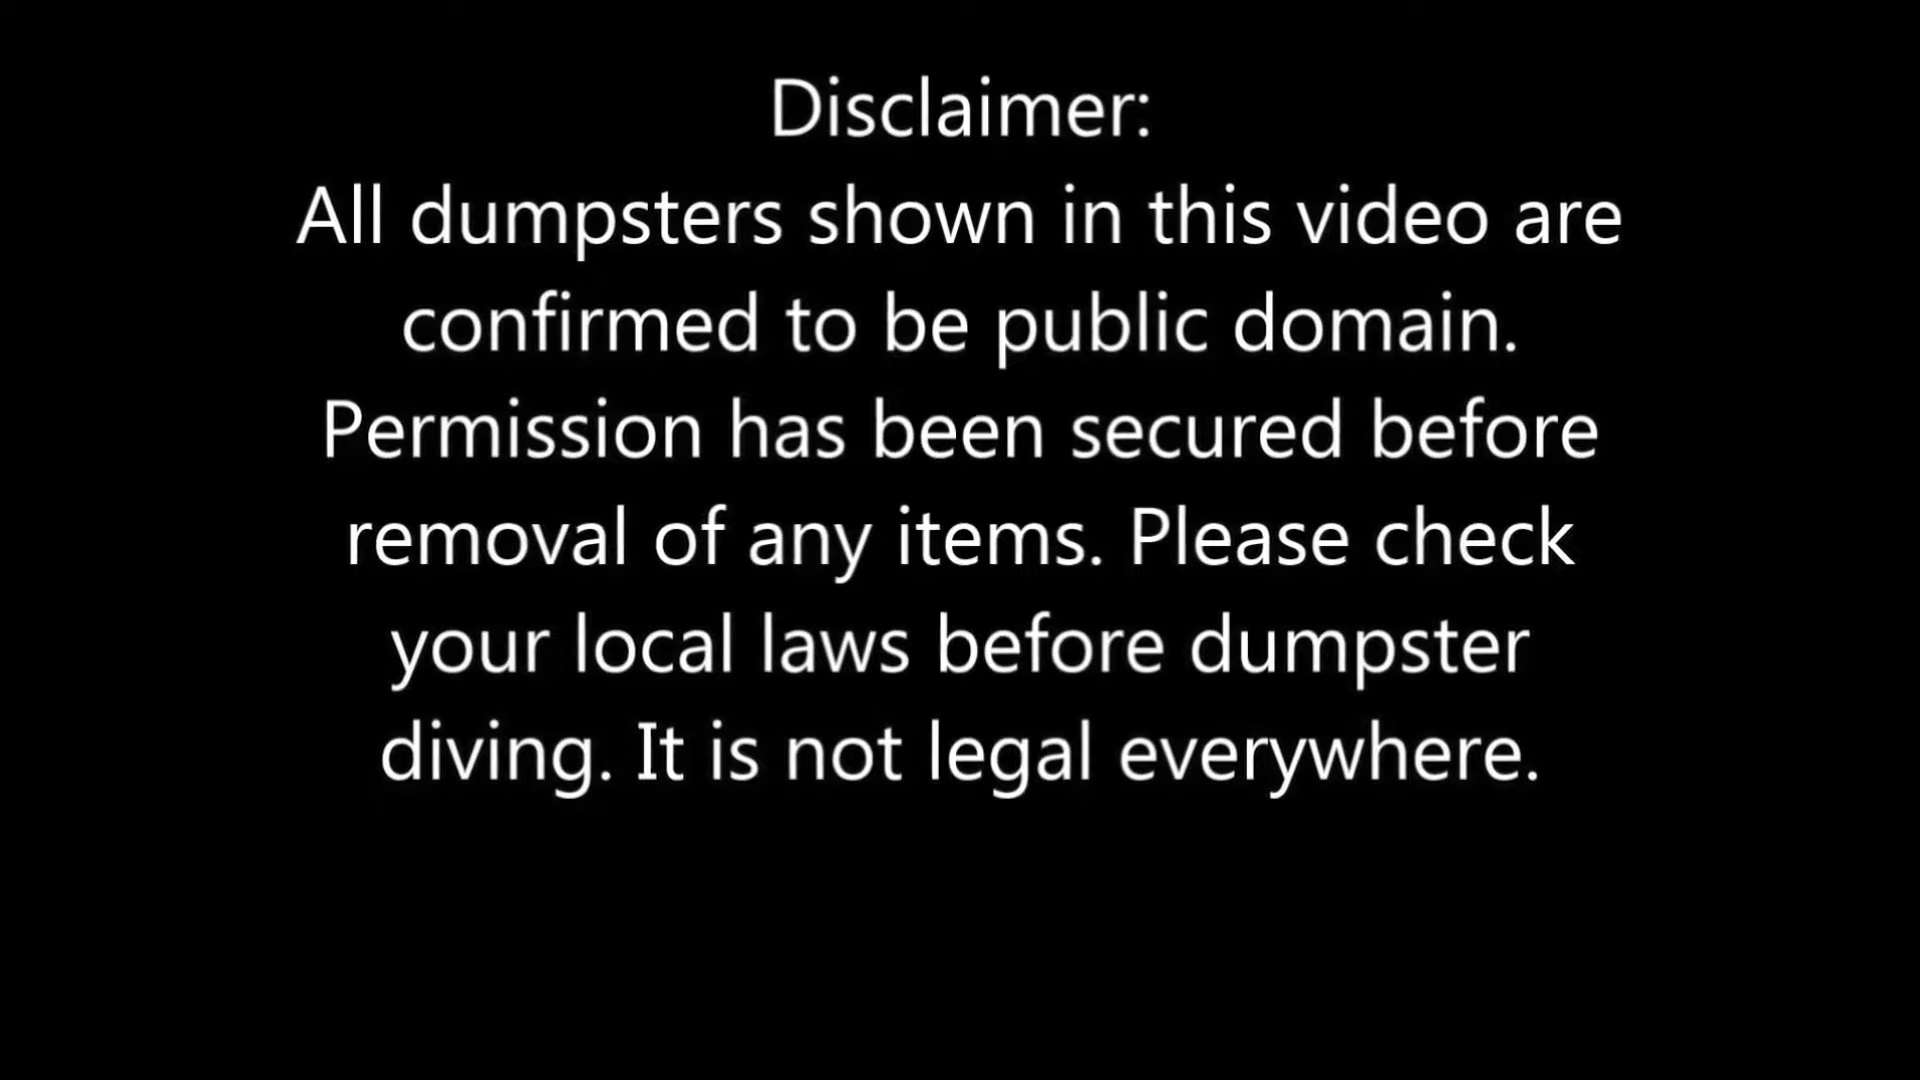 Disclaimer:
All dumpsters shown in this video are
confirmed to be public domain.
Permission has been secured before
removal of any items. Please check
your local laws before dumpster
diving. It is not legal everywhere.